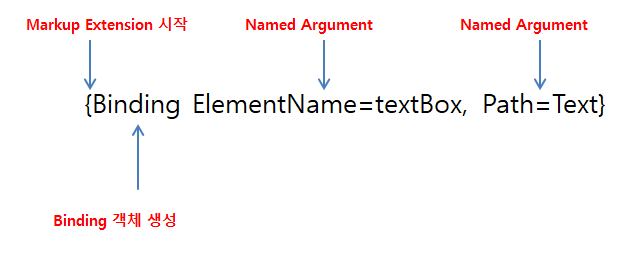 Markup Extension 시작
Named Argument
Named Argument
{Binding ElementName=textBox, Path=Text}
Binding 객체 생성